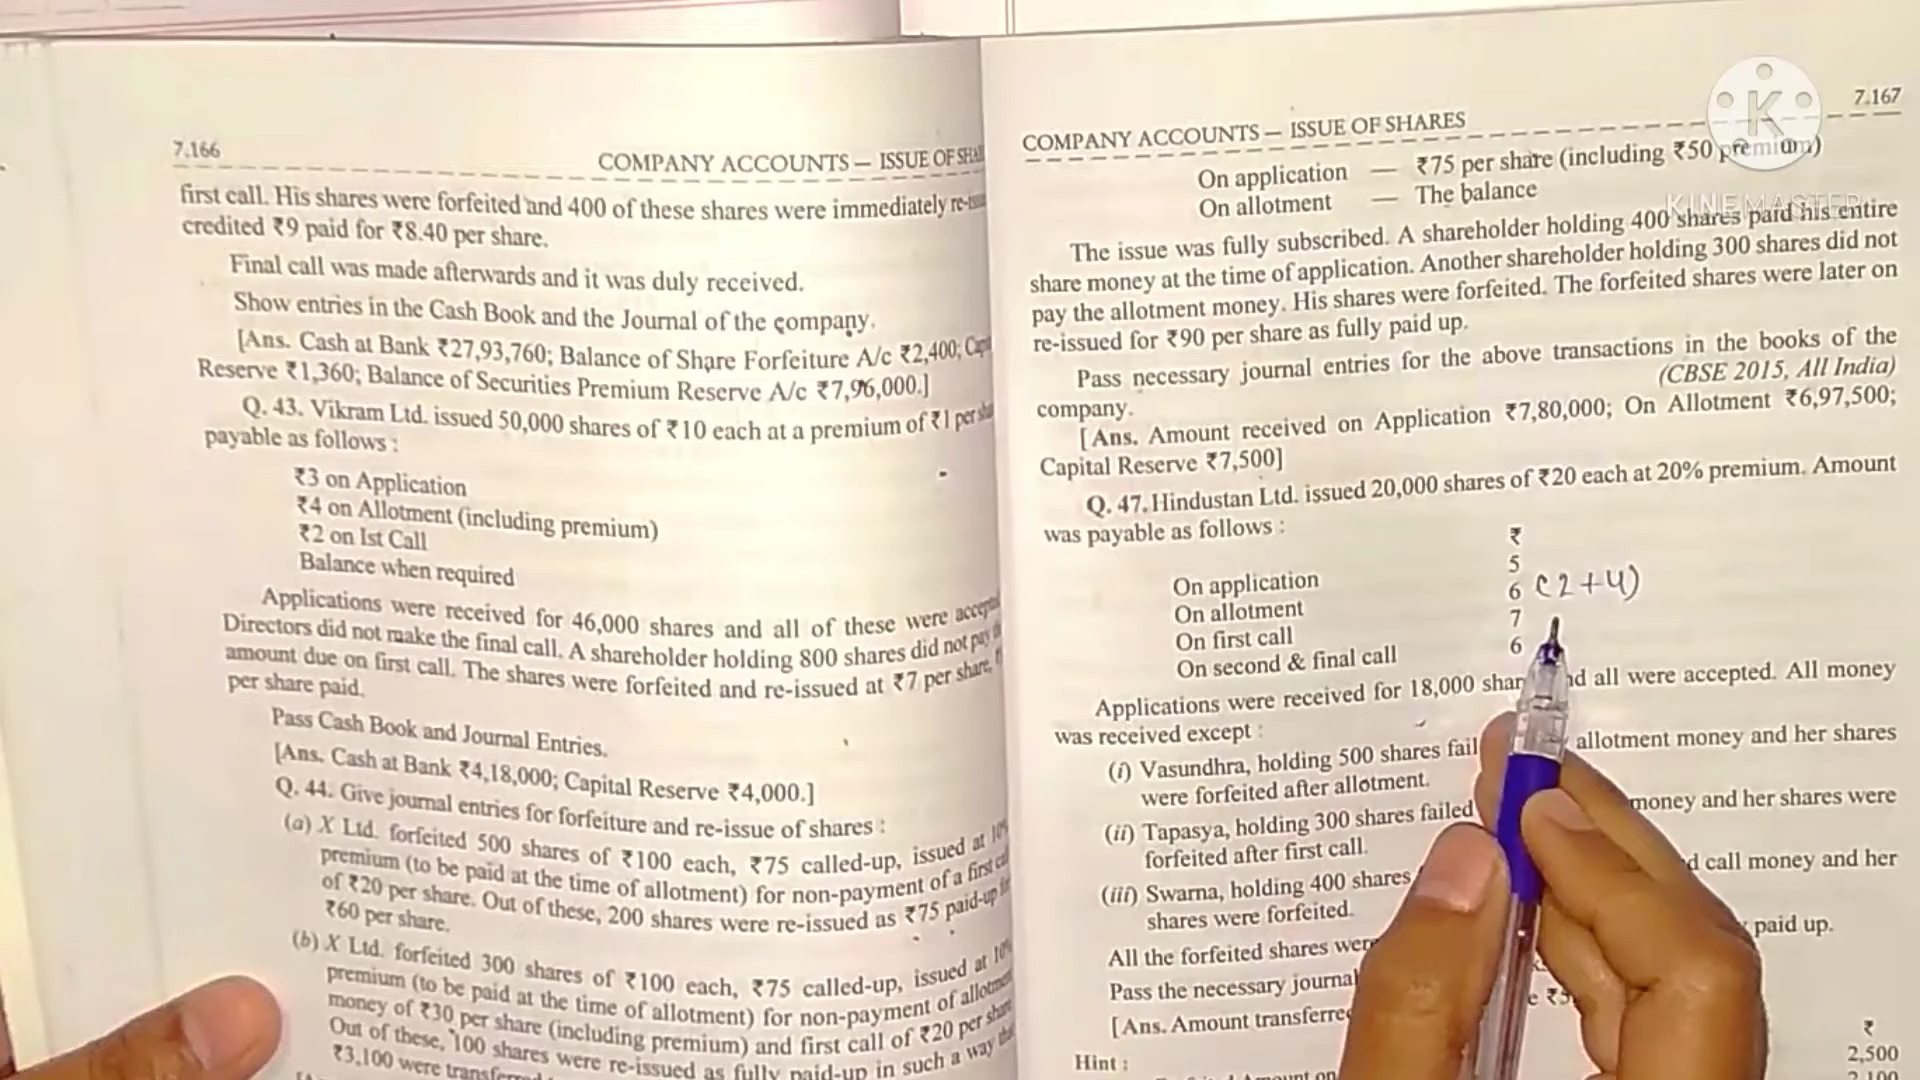 7.166
COMPANY ACCOUNTS — ISSUE OF
first call. His shares were forfeited and 400 of these shares were immediately
credited ₹9 paid for ₹8.40 per share.
Final call was made afterwards and it was duly received.
Show entries in the Cash Book and the Journal of the company.
[Ans. Cash at Bank ₹27,93,760; Balance of Share Forfeiture A/c ₹2,400;
Reserve ₹1,360; Balance of Securities Premium Reserve A/c ₹7,96,000.]
Q. 43. Vikram Ltd. issued 50,000 shares of ₹10 each at a premium of ₹1 per
payable as follows :
₹3 on Application
₹4 on Allotment (including premium)
₹2 on Ist Call
Balance when required
Applications were received for 46,000 shares and all of these were
Directors did not make the final call. A shareholder holding 800 shares did not pay
amount due on first call. The shares were forfeited and re-issued at ₹7 per share,
per share paid.
Pass Cash Book and Journal Entries.
[Ans. Cash at Bank ₹4,18,000; Capital Reserve ₹4,000.]
Q. 44. Give journal entries for forfeiture and re-issue of shares :
(a) X Ltd. forfeited 500 shares of ₹100 each, ₹75 called-up, issued at
premium (to be paid at the time of allotment) for non-payment of a first
of ₹20 per share. Out of these, 200 shares were re-issued as ₹75 paid-up
₹60 per share.
(b) X Ltd. forfeited 300 shares of ₹100 each, ₹75 called-up, issued at
premium (to be paid at the time of allotment) for non-payment of
money of ₹30 per share (including premium) and first call of ₹20 per
Out of these, 100 shares were re-issued as fully paid-up in such a way
₹3,100 were
7.167
COMPANY ACCOUNTS — ISSUE OF SHARES
On application — ₹75 per share (including ₹50 premium)
On allotment — The balance
K
KINEMASTER
The issue was fully subscribed. A shareholder holding 400 shares paid his entire
share money at the time of application. Another shareholder holding 300 shares did not
pay the allotment money. His shares were forfeited. The forfeited shares were later on
re-issued for ₹90 per share as fully paid up.
Pass necessary journal entries for the above transactions in the books of the
company. (CBSE 2015, All India)
[Ans. Amount received on Application ₹7,80,000; On Allotment ₹6,97,500;
Capital Reserve ₹7,500]
Q. 47. Hindustan Ltd. issued 20,000 shares of ₹20 each at 20% premium. Amount
was payable as follows :
₹
On application 5
On allotment 6 (2+4)
On first call 7
On second & final call 6
Applications were received for 18,000 all were accepted. All money
was received except :
(i) Vasundhra, holding 500 shares allotment money and her shares
were forfeited after allotment.
(ii) Tapasya, holding 300 shares failed money and her shares were
forfeited after first call.
(iii) Swarna, holding 400 shares call money and her
shares were forfeited.
All the forfeited shares paid up.
Pass the necessary
[Ans. Amount
₹
Hint : 2,500